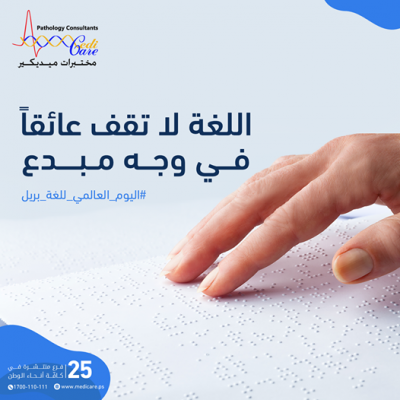 Pathology Consultants
Medi
Care
مختبرات ميديكير
اللغة لا تقف عائقاً
في وجه مبدع
#اليوم_العالمي_للغة_بريل
25
فرع منتشرة في
كافة أنحاء الوطن
1700-110-111
www.medicare.ps